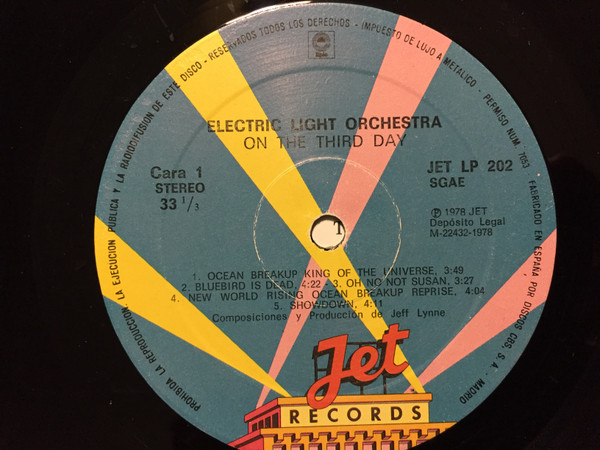 PROHIBIDA LA REPRODUCCION, LA EJECUCION PUBLICA Y LA RADIODIFUSION DE ESTE DISCO - RESERVADOS TODOS LOS DERECHOS - IMPUESTO DE LUJO A METALICO - PERMISO NUM. 7053
FABRICADO EN ESPAÑA POR DISCOS CBS, S.A. - MADRID
Epic
ELECTRIC LIGHT ORCHESTRA
ON THE THIRD DAY
Cara 1
STEREO
33 1/3
JET LP 202
SGAE
℗ 1978 JET
Depósito Legal
M-22432-1978
1. OCEAN BREAKUP KING OF THE UNIVERSE, 3:49
2. BLUEBIRD IS DEAD, 4:22 3. OH NO NOT SUSAN, 3:27
4. NEW WORLD RISING OCEAN BREAKUP REPRISE, 4:04
5. SHOWDOWN, 4:11
Composiciones y Producción de Jeff Lynne
Jet
RECORDS